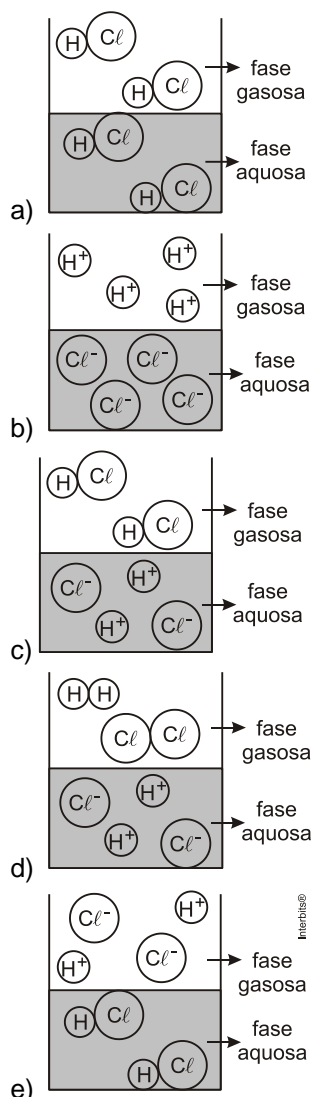 H Cℓ
H Cℓ
fase
gasosa
H Cℓ
H Cℓ
fase
aquosa
a)
H⁺ H⁺
H⁺ H⁺
fase
gasosa
Cℓ⁻ Cℓ⁻
Cℓ⁻ Cℓ⁻
fase
aquosa
b)
H Cℓ
H Cℓ
fase
gasosa
Cℓ⁻ H⁺
H⁺ Cℓ⁻
fase
aquosa
c)
H H
Cℓ Cℓ
fase
gasosa
Cℓ⁻ H⁺
H⁺ Cℓ⁻
fase
aquosa
d)
Cℓ⁻ H⁺
H⁺ Cℓ⁻
fase
gasosa
H Cℓ
H Cℓ
fase
aquosa
e)
Interbits®